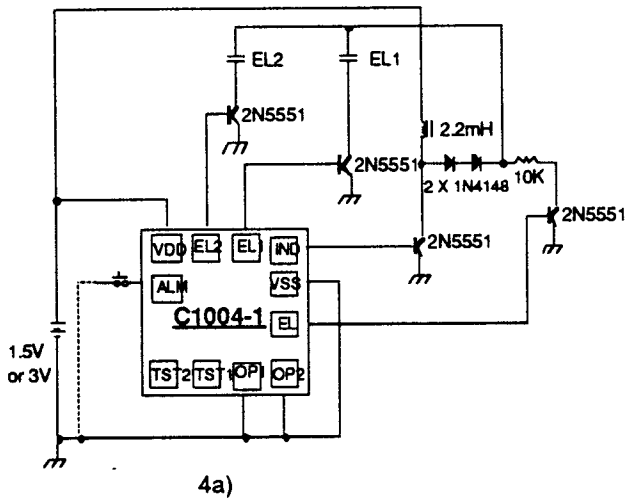 EL2
EL1
2N5551
2.2mH
2N5551
2 X 1N4148
10K
2N5551
2N5551
VDD
EL2
EL1
IND
ALM
VSS
C1004-1
EL
1.5V
or 3V
TST2
TST1
OP1
OP2
4a)